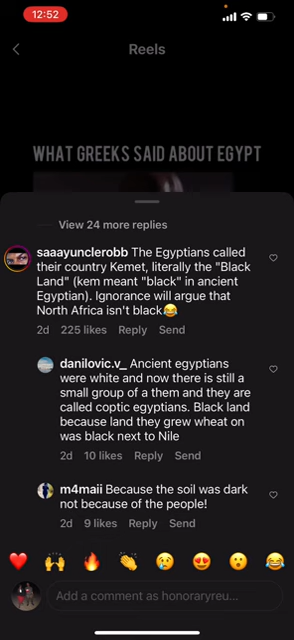 12:52
Reels
WHAT GREEKS SAID ABOUT EGYPT
View 24 more replies
saaayunclerobb The Egyptians called
their country Kemet, literally the "Black
Land" (kem meant "black" in ancient
Egyptian). Ignorance will argue that
North Africa isn't black😂
2d 225 likes Reply Send
danilovic.v_ Ancient egyptians
were white and now there is still a
small group of a them and they are
called coptic egyptians. Black land
because land they grew wheat on
was black next to Nile
2d 10 likes Reply Send
m4maii Because the soil was dark
not because of the people!
2d 9 likes Reply Send
❤️ 🙌 🔥 👏 😢 😍 😮 😂
Add a comment as honoraryreu...